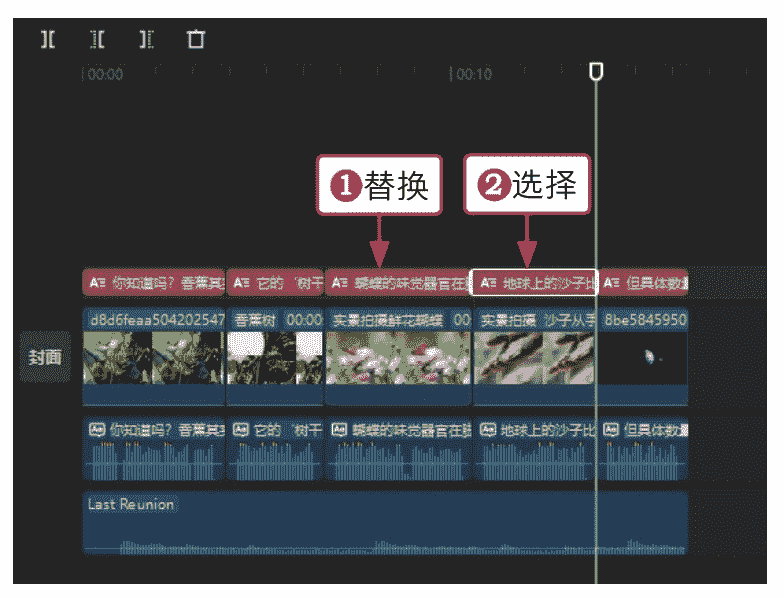 00:00 00:10
❶替换 ❷选择
你知道吗？香蕉其 它的“树干 蝴蝶的味觉器官在 地球上的沙子比 但具体数
d8d6feaa504202547 香蕉树 00:00 实景拍摄鲜花蝴蝶 00 实景拍摄 沙子从手 8be5845950
封面
你知道吗？香蕉其实 它的“树干 蝴蝶的味觉器官在 地球上的沙子比 但具体数
Last Reunion